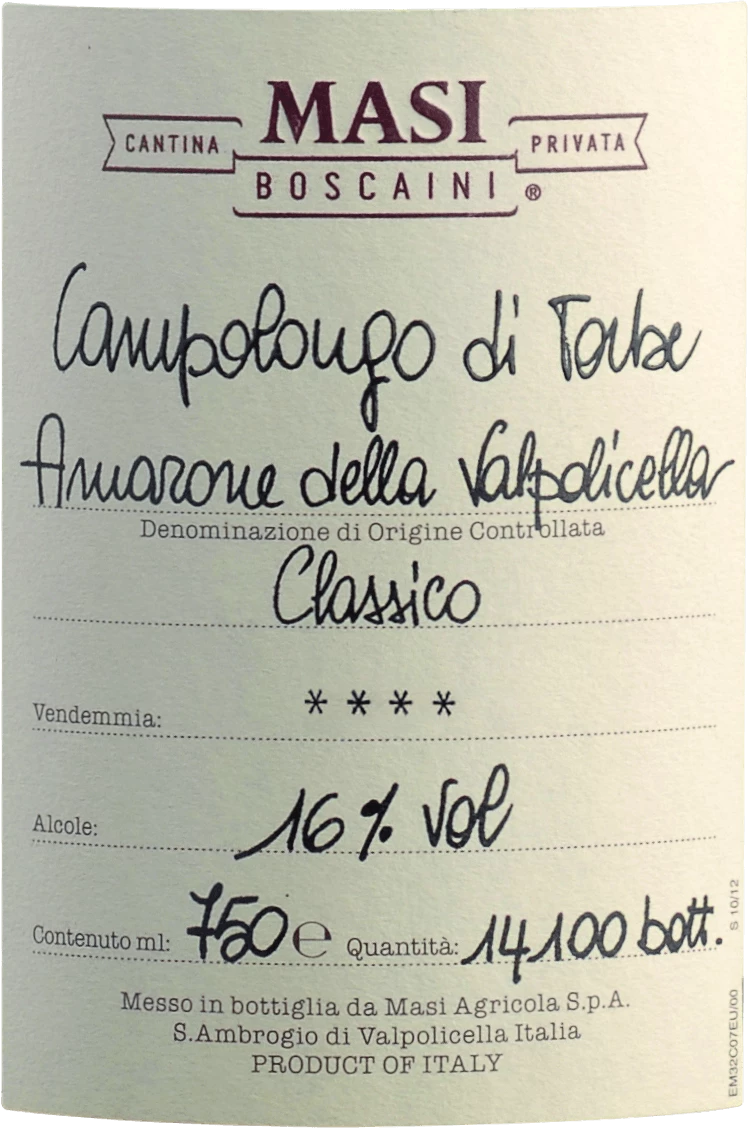 MASI
CANTINA PRIVATA
BOSCAINI ®
Campolongo di Torbe
Amarone della Valpolicella
Denominazione di Origine Controllata
Classico
Vendemmia: ****
Alcole: 16% Vol
Contenuto ml: 750 e Quantità: 14100 bott.
Messo in bottiglia da Masi Agricola S.p.A.
S.Ambrogio di Valpolicella Italia
PRODUCT OF ITALY
EM32C07EU/00 S 10/12